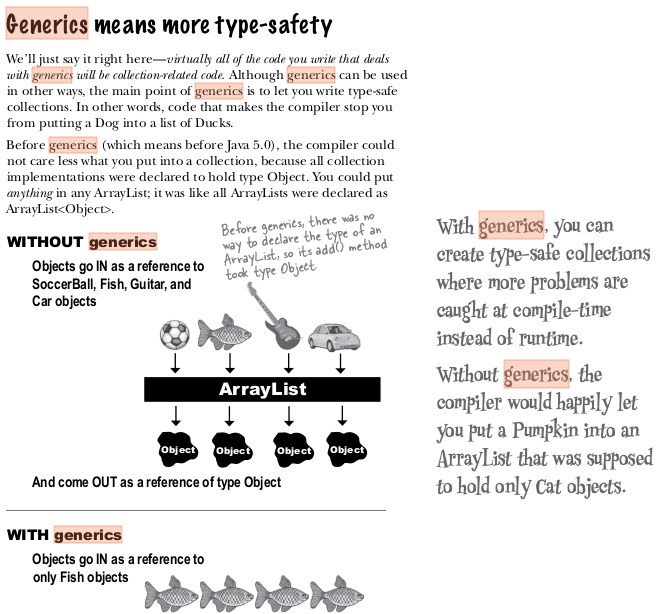 Generics means more type-safety
We'll just say it right here—virtually all of the code you write that deals
with generics will be collection-related code. Although generics can be used
in other ways, the main point of generics is to let you write type-safe
collections. In other words, code that makes the compiler stop you
from putting a Dog into a list of Ducks.
Before generics (which means before Java 5.0), the compiler could
not care less what you put into a collection, because all collection
implementations were declared to hold type Object. You could put
anything in any ArrayList; it was like all ArrayLists were declared as
ArrayList<Object>.
WITHOUT generics
Objects go IN as a reference to
SoccerBall, Fish, Guitar, and
Car objects
Before generics, there was no
way to declare the type of an
ArrayList, so its add() method
took type Object.
ArrayList
Object Object Object Object
And come OUT as a reference of type Object
With generics, you can
create type-safe collections
where more problems are
caught at compile-time
instead of runtime.
Without generics, the
compiler would happily let
you put a Pumpkin into an
ArrayList that was supposed
to hold only Cat objects.
WITH generics
Objects go IN as a reference to
only Fish objects